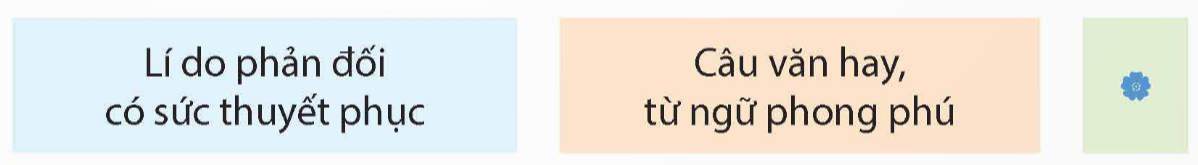 Lí do phản đối
có sức thuyết phục
Câu văn hay,
từ ngữ phong phú